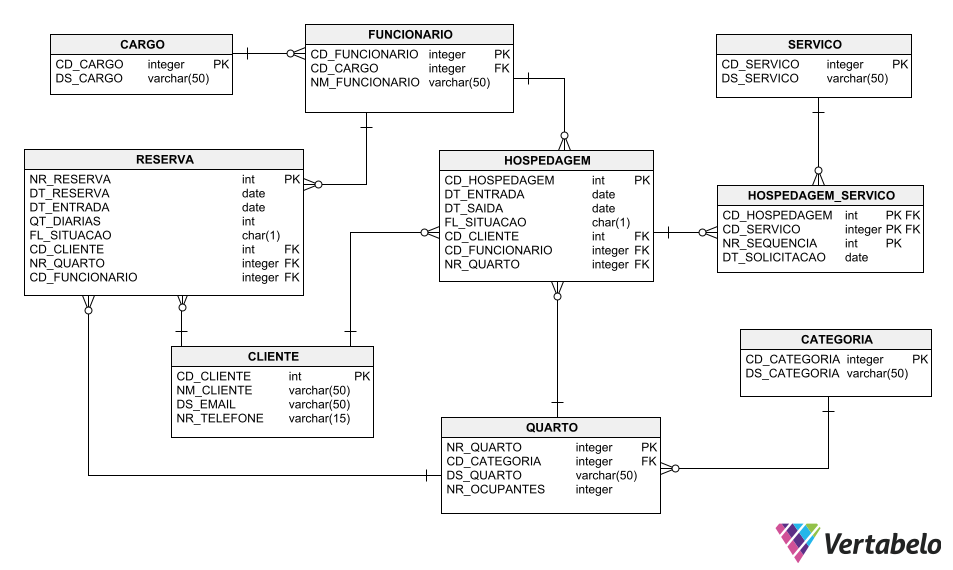 CARGO
CD_CARGO integer PK
DS_CARGO varchar(50)
FUNCIONARIO
CD_FUNCIONARIO integer PK
CD_CARGO integer FK
NM_FUNCIONARIO varchar(50)
SERVICO
CD_SERVICO integer PK
DS_SERVICO varchar(50)
RESERVA
NR_RESERVA int PK
DT_RESERVA date
DT_ENTRADA date
QT_DIARIAS int
FL_SITUACAO char(1)
CD_CLIENTE int FK
NR_QUARTO integer FK
CD_FUNCIONARIO integer FK
HOSPEDAGEM
CD_HOSPEDAGEM int PK
DT_ENTRADA date
DT_SAIDA date
FL_SITUACAO char(1)
CD_CLIENTE int FK
CD_FUNCIONARIO integer FK
NR_QUARTO integer FK
HOSPEDAGEM_SERVICO
CD_HOSPEDAGEM int PK FK
CD_SERVICO integer PK FK
NR_SEQUENCIA int PK
DT_SOLICITACAO date
CLIENTE
CD_CLIENTE int PK
NM_CLIENTE varchar(50)
DS_EMAIL varchar(50)
NR_TELEFONE varchar(15)
CATEGORIA
CD_CATEGORIA integer PK
DS_CATEGORIA varchar(50)
QUARTO
NR_QUARTO integer PK
CD_CATEGORIA integer FK
DS_QUARTO varchar(50)
NR_OCUPANTES integer
Vertabelo